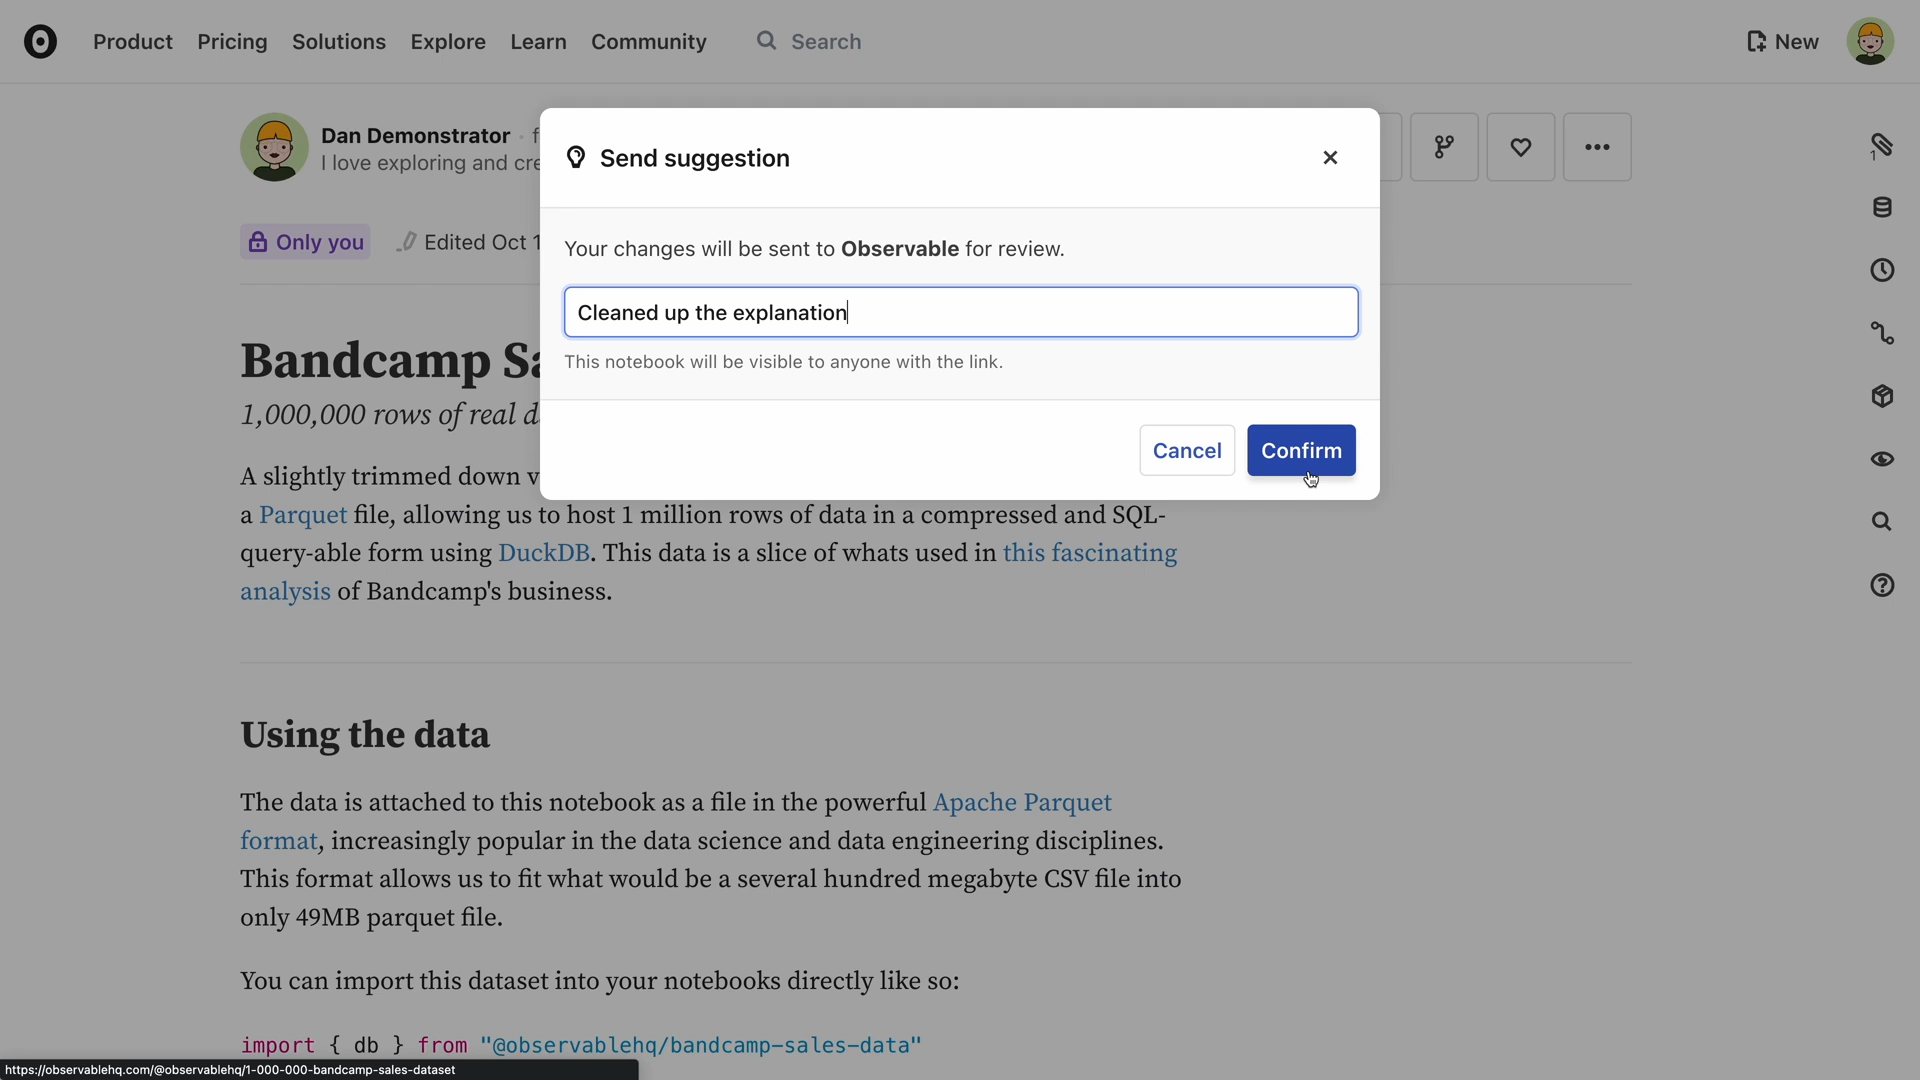 Product Pricing Solutions Explore Learn Community Search New
Dan Demonstrator · f
I love exploring and cre
Only you Edited Oct 1
Send suggestion
Your changes will be sent to Observable for review.
Cleaned up the explanation
This notebook will be visible to anyone with the link.
Cancel Confirm
1
Bandcamp Sa
1,000,000 rows of real d
A slightly trimmed down v
a Parquet file, allowing us to host 1 million rows of data in a compressed and SQL-
query-able form using DuckDB. This data is a slice of whats used in this fascinating
analysis of Bandcamp's business.
Using the data
The data is attached to this notebook as a file in the powerful Apache Parquet
format, increasingly popular in the data science and data engineering disciplines.
This format allows us to fit what would be a several hundred megabyte CSV file into
only 49MB parquet file.
You can import this dataset into your notebooks directly like so:
import { db } from "@observablehq/bandcamp-sales-data"
https://observablehq.com/@observablehq/1-000-000-bandcamp-sales-dataset